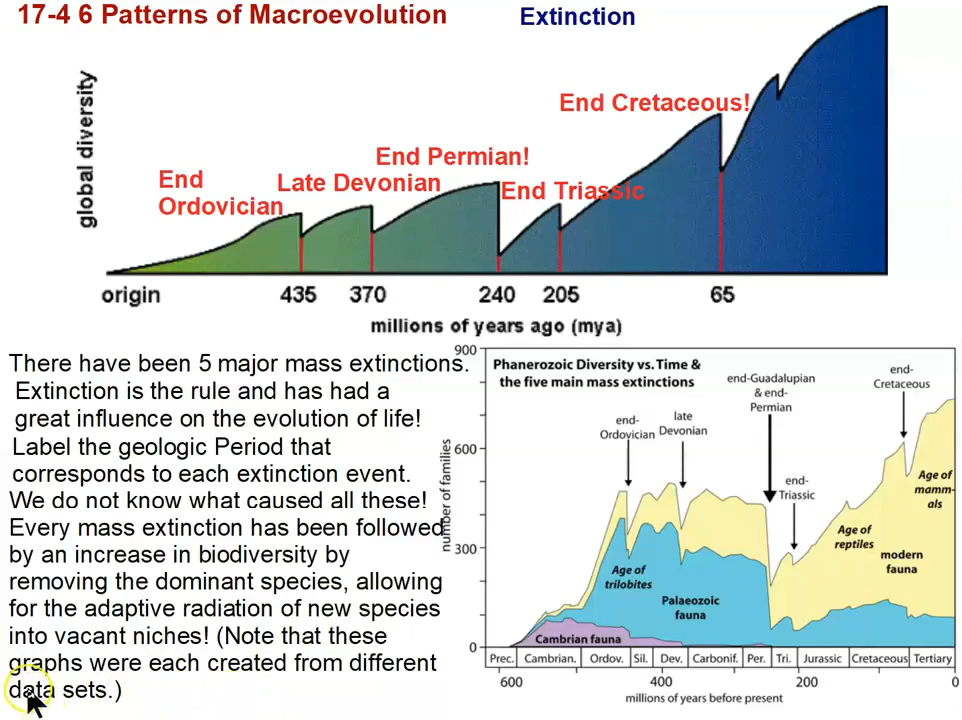 17-4 6 Patterns of Macroevolution
Extinction
global diversity
End Cretaceous!
End Permian!
End
Ordovician
Late Devonian
End Triassic
origin
435
370
240
205
65
millions of years ago (mya)
There have been 5 major mass extinctions.
Extinction is the rule and has had a
great influence on the evolution of life!
Label the geologic Period that
corresponds to each extinction event.
We do not know what caused all these!
Every mass extinction has been followed
by an increase in biodiversity by
removing the dominant species, allowing
for the adaptive radiation of new species
into vacant niches! (Note that these
graphs were each created from different
data sets.)
Phanerozoic Diversity vs. Time &
the five main mass extinctions
number of families
900
600
300
0
end-
Ordovician
late
Devonian
end-Guadalupian
& end-
Permian
end-
Triassic
end-
Cretaceous
Age of
trilobites
Palaeozoic
fauna
Cambrian fauna
Age of
reptiles
modern
fauna
Age of
mamm-
als
Prec.
Cambrian.
Ordov.
Sil.
Dev.
Carbonif.
Per.
Tri.
Jurassic
Cretaceous
Tertiary
600
400
200
0
millions of years before present